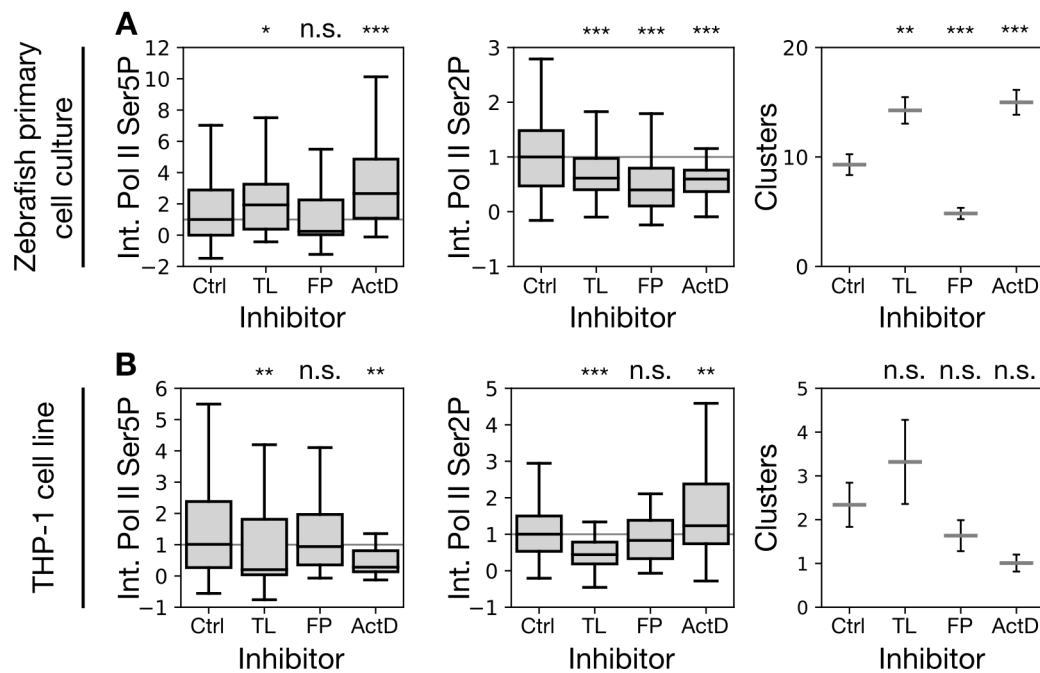 A
Zebrafish primary
cell culture
* n.s. ***
Int. Pol II Ser5P
12
10
8
6
4
2
0
−2
Ctrl TL FP ActD
Inhibitor
*** *** ***
Int. Pol II Ser2P
3
2
1
0
−1
Ctrl TL FP ActD
Inhibitor
** *** ***
Clusters
20
10
0
Ctrl TL FP ActD
Inhibitor
B
THP-1 cell line
** n.s. **
Int. Pol II Ser5P
6
5
4
3
2
1
0
−1
Ctrl TL FP ActD
Inhibitor
*** n.s. **
Int. Pol II Ser2P
5
4
3
2
1
0
−1
Ctrl TL FP ActD
Inhibitor
n.s. n.s. n.s.
Clusters
5
4
3
2
1
0
Ctrl TL FP ActD
Inhibitor